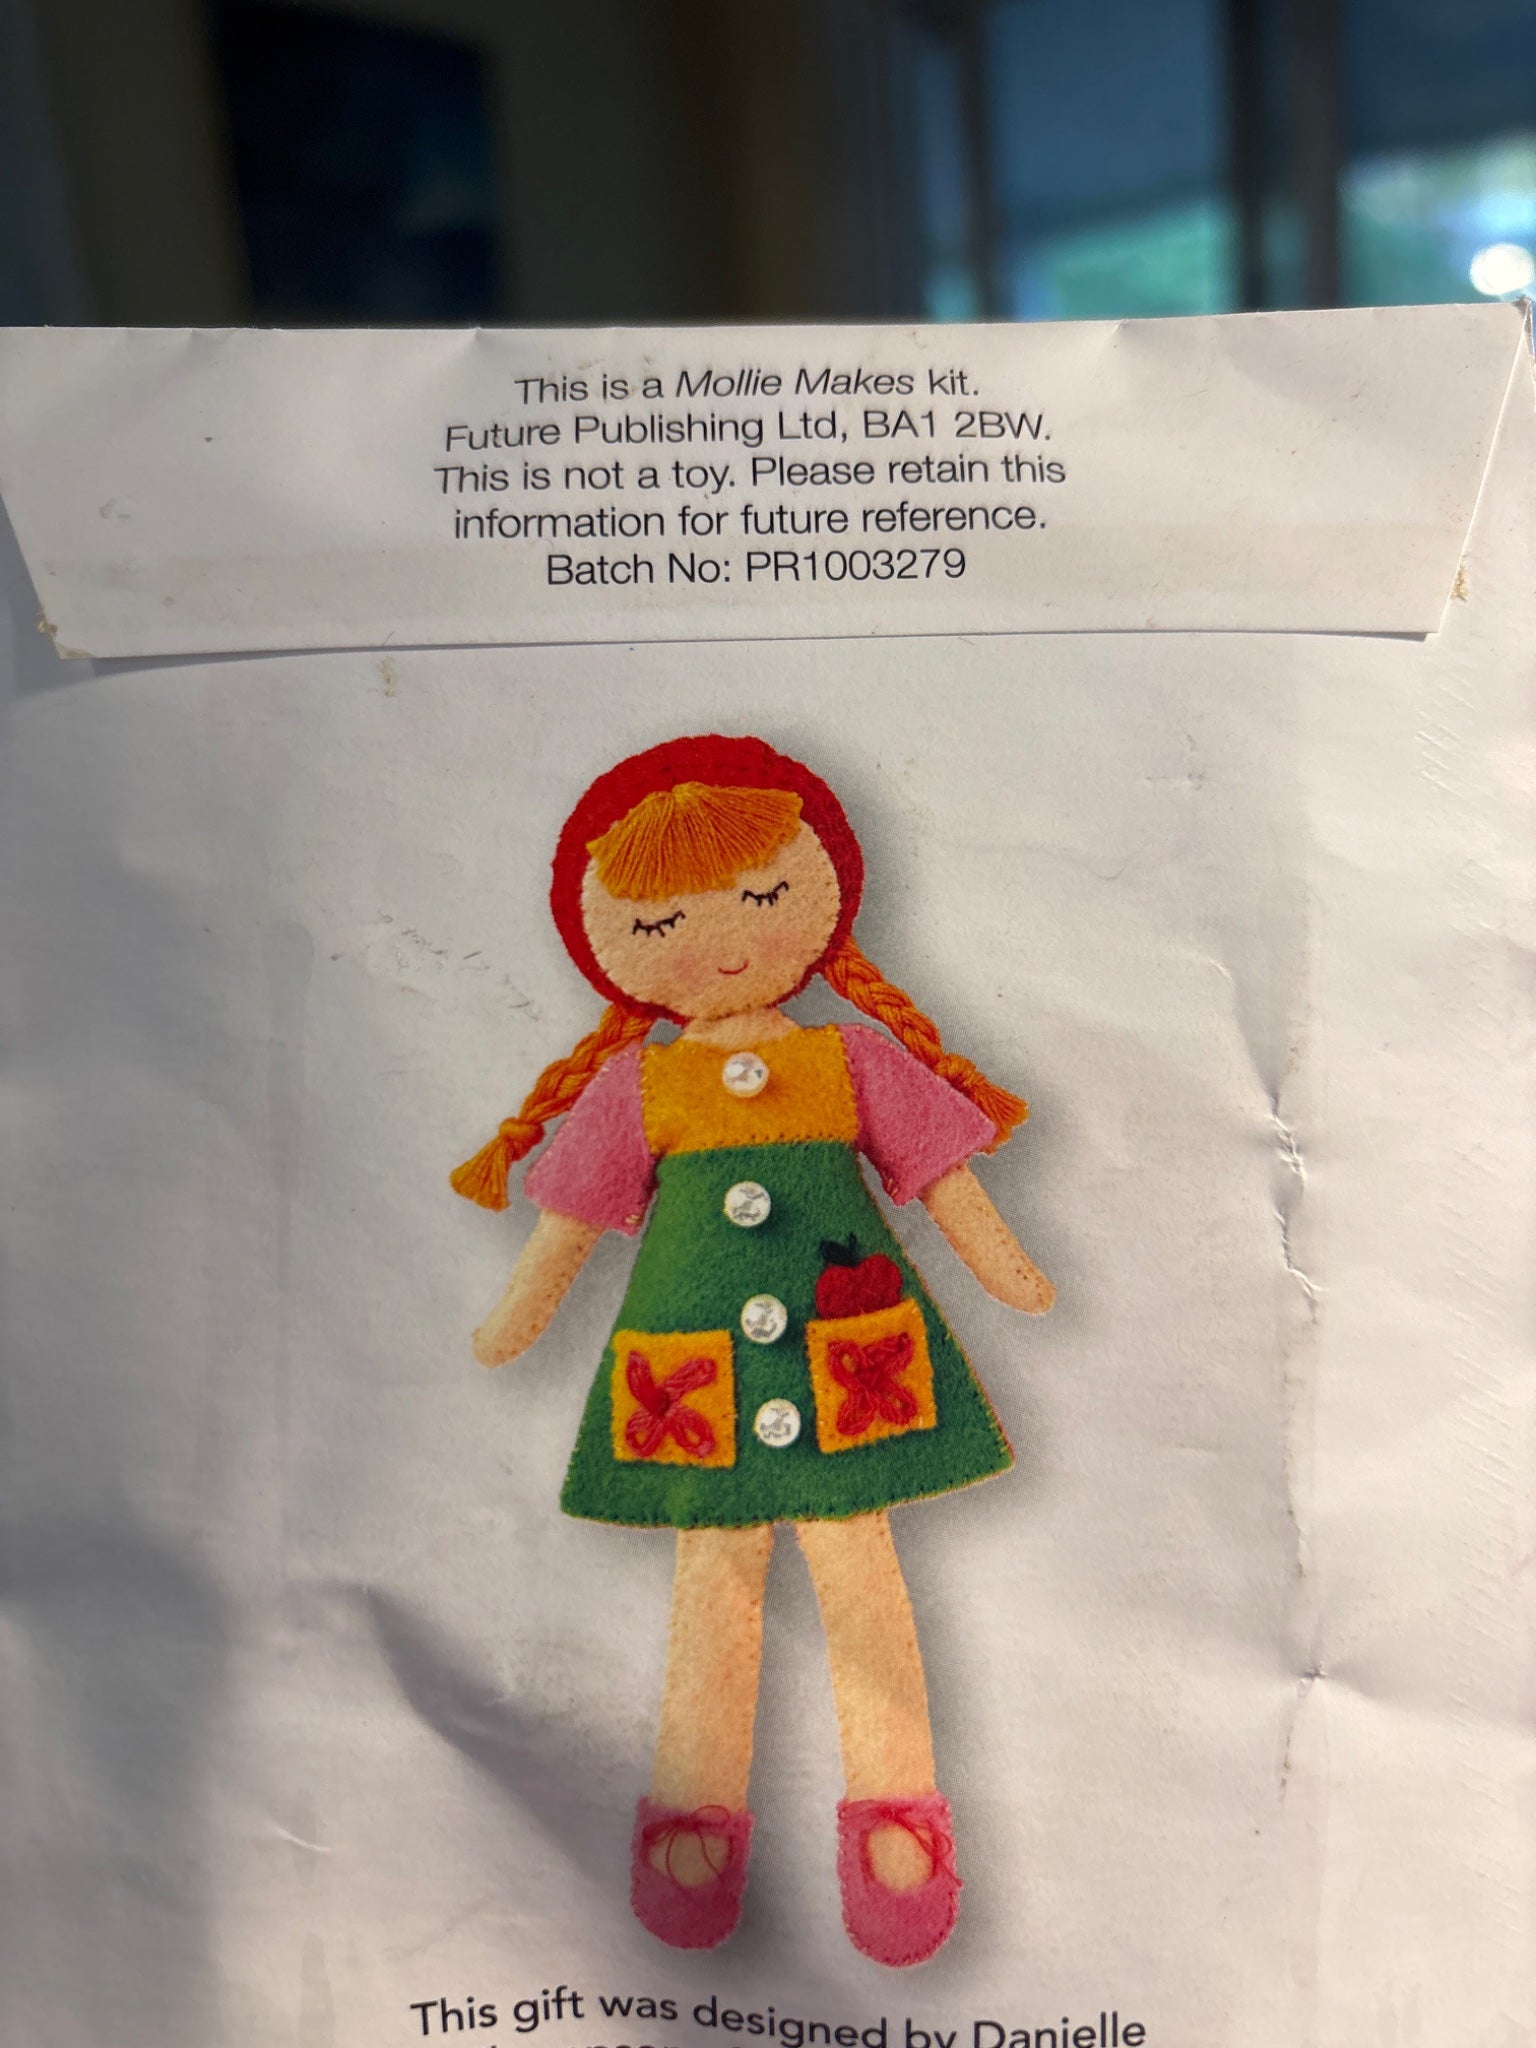 This is a Mollie Makes kit.
Future Publishing Ltd, BA1 2BW.
This is not a toy. Please retain this
information for future reference.
Batch No: PR1003279
This gift was designed by Danielle